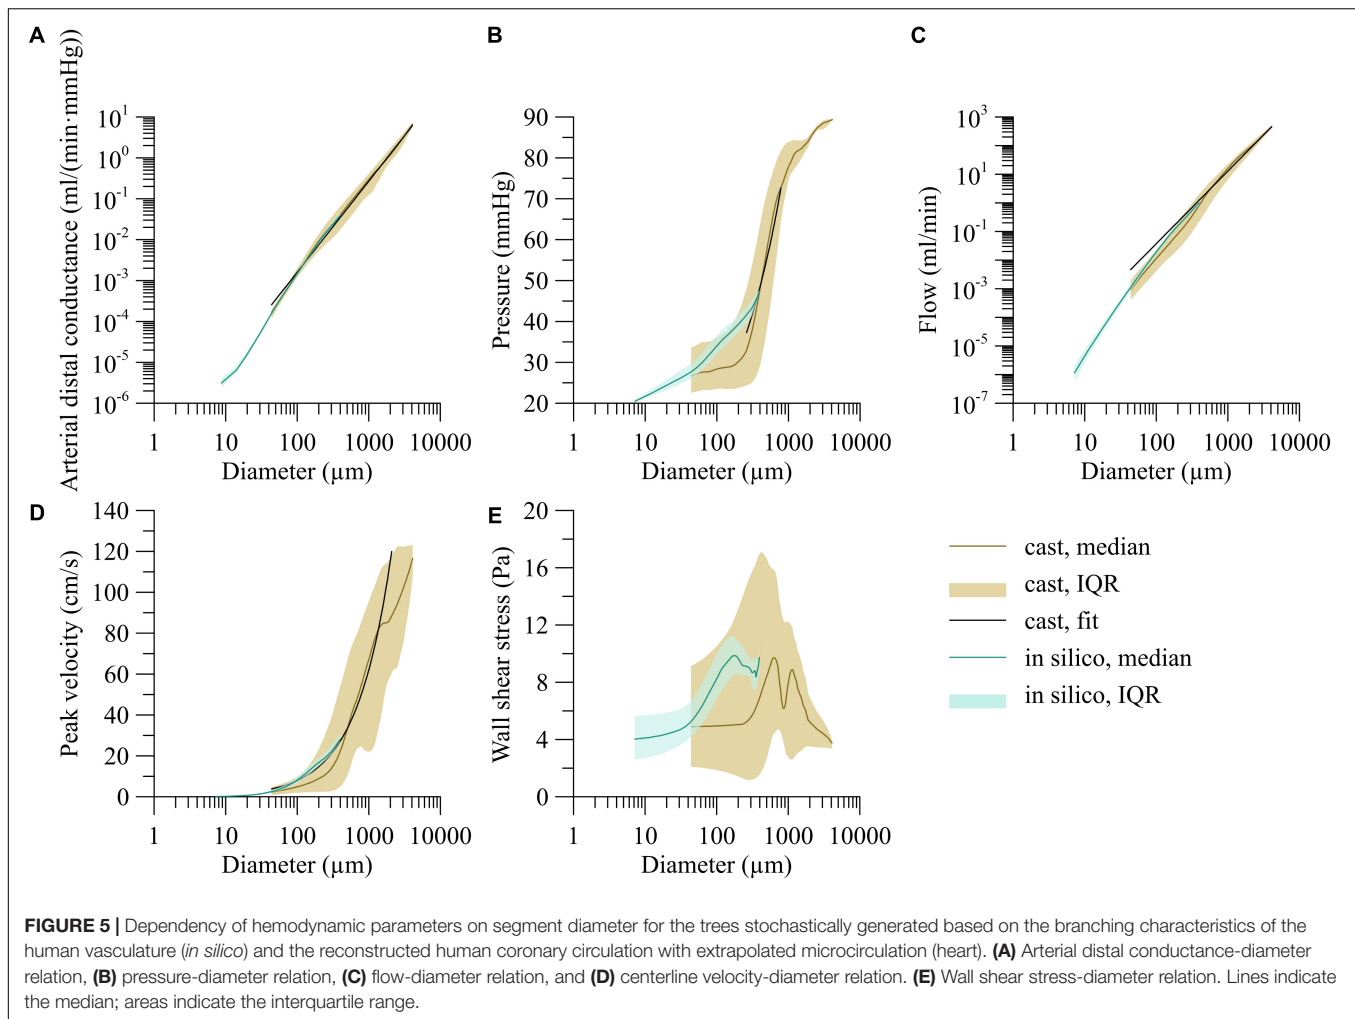 A
B
C
Arterial distal conductance (ml/(min·mmHg))
10^1
10^0
10^-1
10^-2
10^-3
10^-4
10^-5
10^-6
1 10 100 1000 10000
Diameter (µm)
Pressure (mmHg)
90
80
70
60
50
40
30
20
1 10 100 1000 10000
Diameter (µm)
Flow (ml/min)
10^3
10^1
10^-1
10^-3
10^-5
10^-7
1 10 100 1000 10000
Diameter (µm)
D
Peak velocity (cm/s)
140
120
100
80
60
40
20
0
1 10 100 1000 10000
Diameter (µm)
E
Wall shear stress (Pa)
20
16
12
8
4
0
1 10 100 1000 10000
Diameter (µm)
cast, median
cast, IQR
cast, fit
in silico, median
in silico, IQR
FIGURE 5 | Dependency of hemodynamic parameters on segment diameter for the trees stochastically generated based on the branching characteristics of the
human vasculature (in silico) and the reconstructed human coronary circulation with extrapolated microcirculation (heart). (A) Arterial distal conductance-diameter
relation, (B) pressure-diameter relation, (C) flow-diameter relation, and (D) centerline velocity-diameter relation. (E) Wall shear stress-diameter relation. Lines indicate
the median; areas indicate the interquartile range.